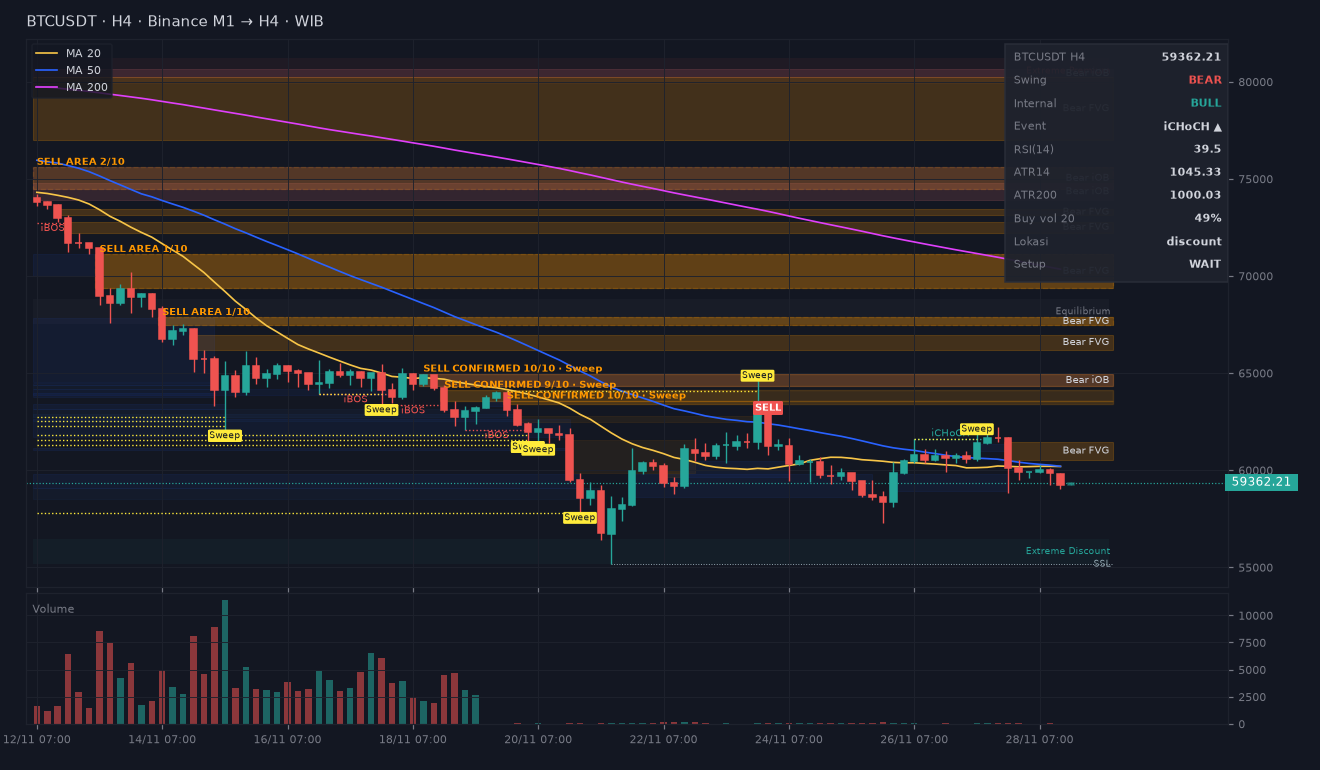 BTCUSDT · H4 · Binance M1 → H4 · WIB
MA 20
MA 50
MA 200
BTCUSDT H4 59362.21
Swing BEAR
Internal BULL
Event iCHoCH ▲
RSI(14) 39.5
ATR14 1045.33
ATR200 1000.03
Buy vol 20 49%
Lokasi discount
Setup WAIT
80000
75000
70000
65000
60000
59362.21
55000
SELL AREA 2/10
iBOS
SELL AREA 1/10
SELL AREA 1/10
Equilibrium
Bear FVG
Bear FVG
SELL CONFIRMED 10/10 · Sweep
Sweep
Bear iOB
SELL CONFIRMED 9/10 · Sweep
SELL CONFIRMED 10/10 · Sweep
iBOS
Sweep
iBOS
SELL
Sweep
iBOS
Sweep
Sweep
Bear FVG
Sweep
Extreme Discount
SSL
Volume
10000
7500
5000
2500
0
12/11 07:00
14/11 07:00
16/11 07:00
18/11 07:00
20/11 07:00
22/11 07:00
24/11 07:00
26/11 07:00
28/11 07:00